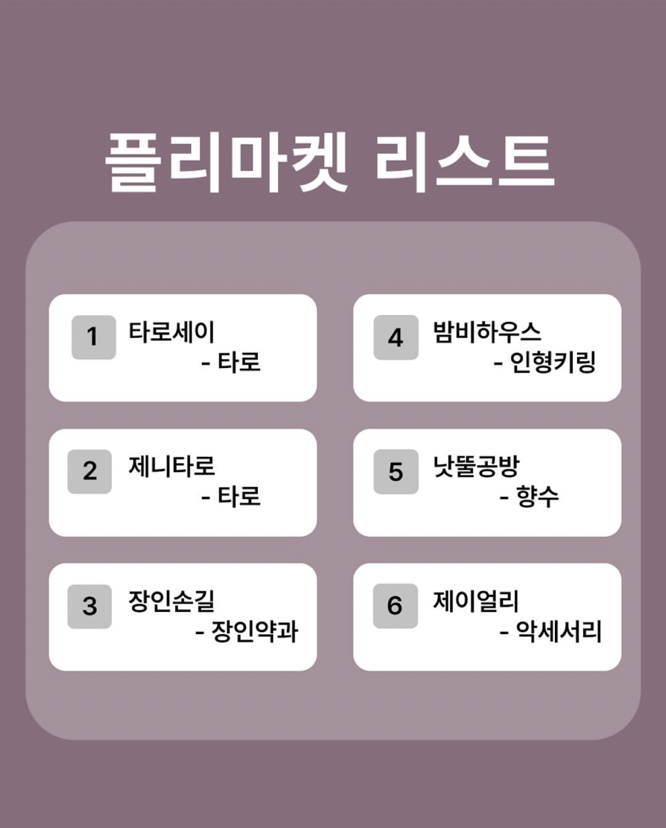 플리마켓 리스트
1 타로세이
- 타로
2 제니타로
- 타로
3 장인손길
- 장인약과
4 밤비하우스
- 인형키링
5 낫뚤공방
- 향수
6 제이얼리
- 악세서리